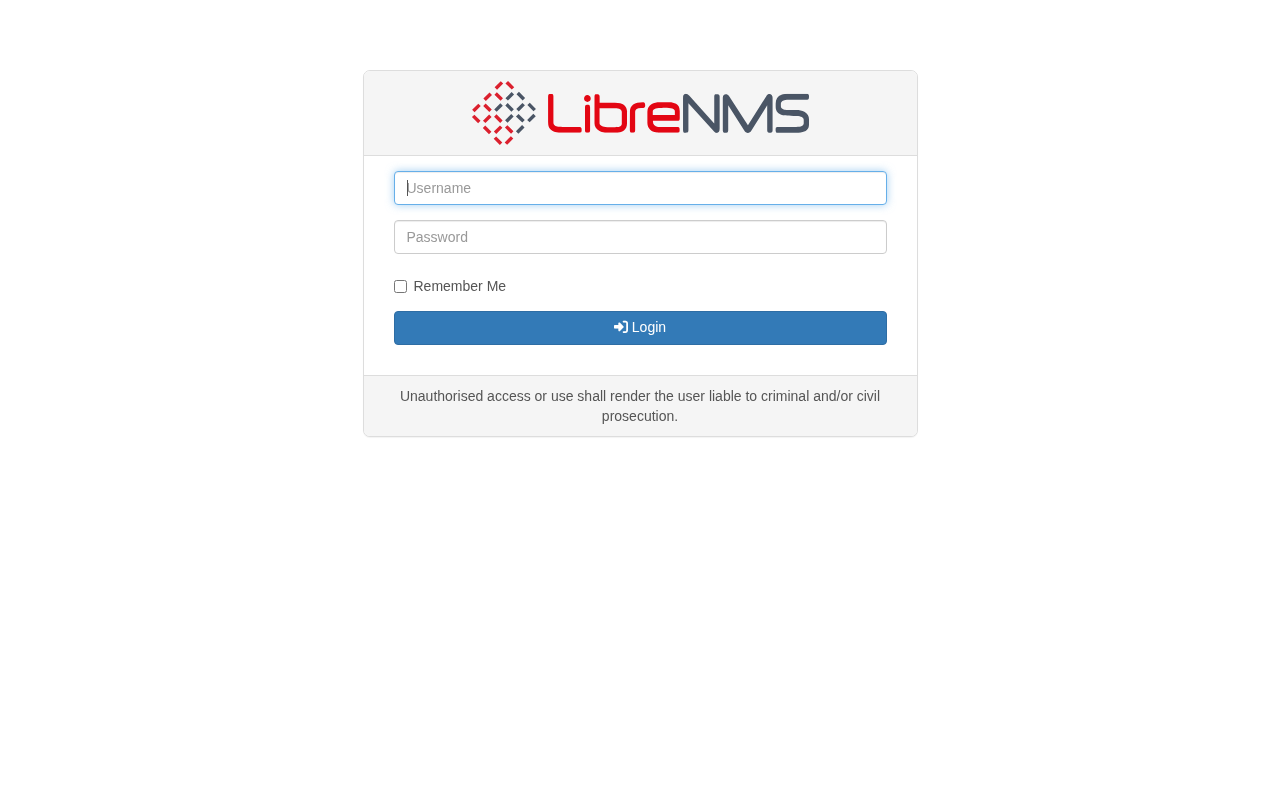 LibreNMS
Username
Password
Remember Me
Login
Unauthorised access or use shall render the user liable to criminal and/or civil
prosecution.